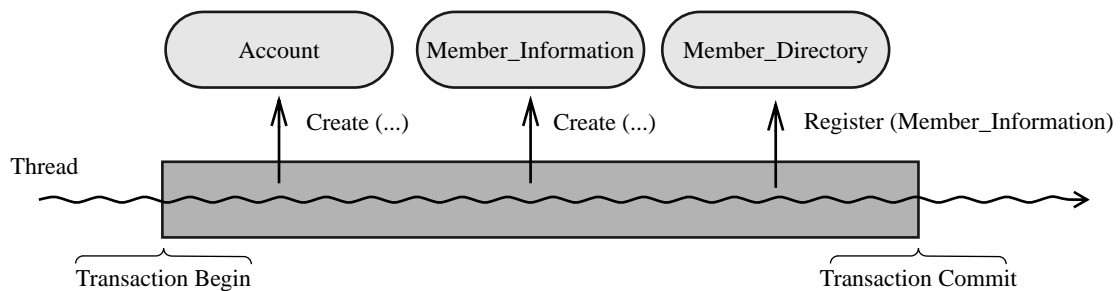 Account
Member_Information
Member_Directory
Create (...)
Create (...)
Register (Member_Information)
Thread
Transaction Begin
Transaction Commit